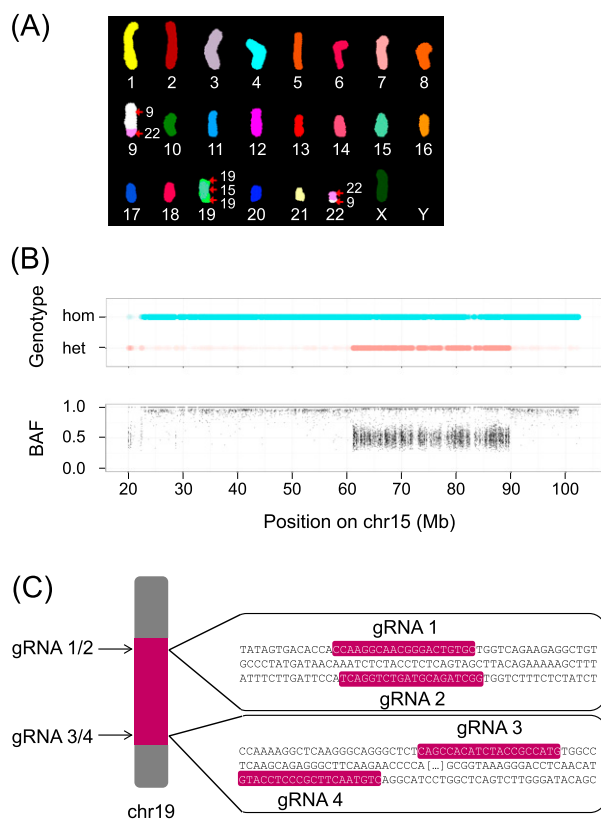 (A)
1 2 3 4 5 6 7 8
9
22
9 10 11 12 13 14 15 16
19
15
19
22
9
17 18 19 20 21 22 X Y
(B)
Genotype
hom
het
BAF
1.0
0.5
0.0
20 30 40 50 60 70 80 90 100
Position on chr15 (Mb)
(C)
gRNA 1/2
gRNA 3/4
chr19
gRNA 1
TATAGTGACACCACCAAGGCAACGGGACTGTGCTGGTCAGAAGAGGCTGT
GCCCTATGATAACAAATCTCTACCTCTCAGTAGCTTACAGAAAAAGCTTT
ATTTCTTGATTCCATCAGGTCTGATGCAGATCGGTGGTCTTTCTCTATCT
gRNA 2
gRNA 3
CCAAAAGGCTCAAGGGCAGGGCTCTCAGCCACATCTACCGCCATGTGGCC
TCAAGCAGAGGGCTTCAAGAACCCCA[…]GCGGTAAAGGGACCTCAACAT
GTACCTCCCGCTTCAATGTCAGGCATCCTGGCTCAGTCTTGGGATACAGC
gRNA 4